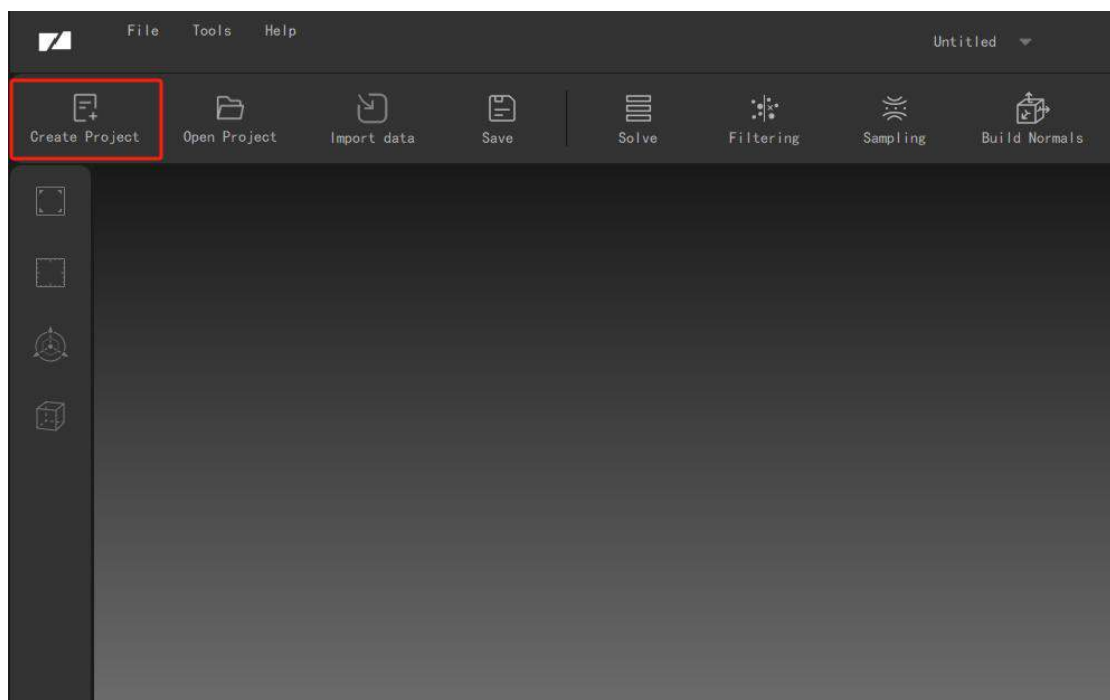 File Tools Help
Untitled
Create Project Open Project Import data Save Solve Filtering Sampling Build Normals